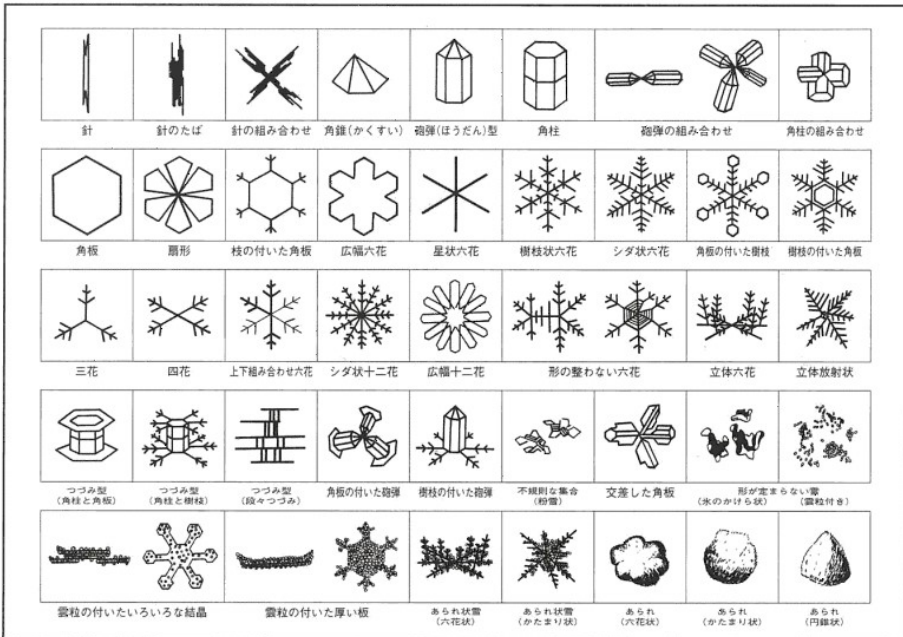 針
針のたば
針の組み合わせ
角錐(かくすい)
砲弾(ほうだん)型
角柱
砲弾の組み合わせ
角柱の組み合わせ
角板
扇形
枝の付いた角板
広幅六花
星状六花
樹枝状六花
シダ状六花
角板の付いた樹枝
樹枝の付いた角板
三花
四花
上下組み合わせ六花
シダ状十二花
広幅十二花
形の整わない六花
立体六花
立体放射状
つづみ型
(角柱と角板)
つづみ型
(角柱と樹枝)
つづみ型
(段々つづみ)
角板の付いた砲弾
樹枝の付いた砲弾
不規則な集合
(粉雪)
交差した角板
形が定まらない雪
(氷のかけら状)
(雲粒付き)
雲粒の付いたいろいろな結晶
雲粒の付いた厚い板
あられ状雪
(六花状)
あられ状雪
(かたまり状)
あられ
(六花状)
あられ
(かたまり状)
あられ
(円錐状)